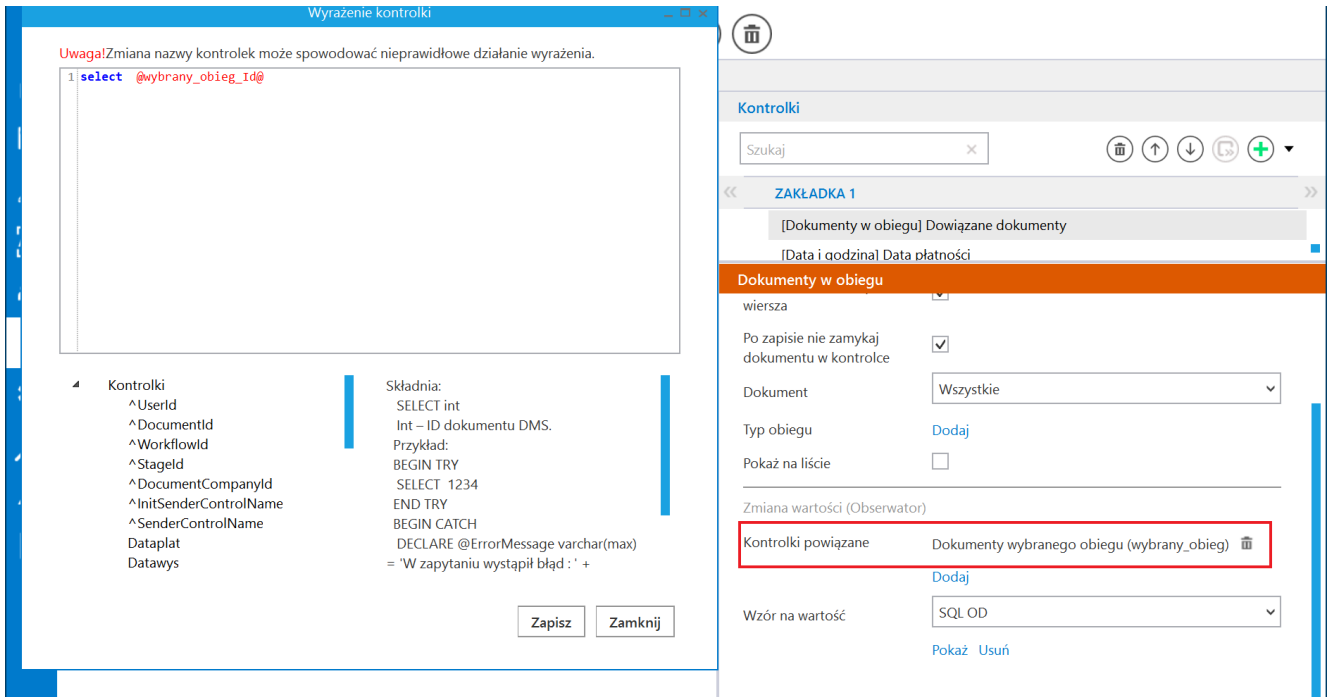 Wyrażenie kontrolki
Uwaga!Zmiana nazwy kontrolek może spowodować nieprawidłowe działanie wyrażenia.
1 select @wybrany_obieg_Id@
Kontrolki
^UserId
^DocumentId
^WorkflowId
^StageId
^DocumentCompanyId
^InitSenderControlName
^SenderControlName
Dataplat
Datawys
Składnia:
SELECT int
Int – ID dokumentu DMS.
Przykład:
BEGIN TRY
SELECT 1234
END TRY
BEGIN CATCH
DECLARE @ErrorMessage varchar(max)
= 'W zapytaniu wystąpił błąd : ' +
Zapisz Zamknij
Kontrolki
Szukaj
ZAKŁADKA 1
[Dokumenty w obiegu] Dowiązane dokumenty
[Data i godzina] Data płatności
Dokumenty w obiegu
wiersza
Po zapisie nie zamykaj
dokumentu w kontrolce
Dokument Wszystkie
Typ obiegu Dodaj
Pokaż na liście
Zmiana wartości (Obserwator)
Kontrolki powiązane Dokumenty wybranego obiegu (wybrany_obieg)
Dodaj
Wzór na wartość SQL OD
Pokaż Usuń